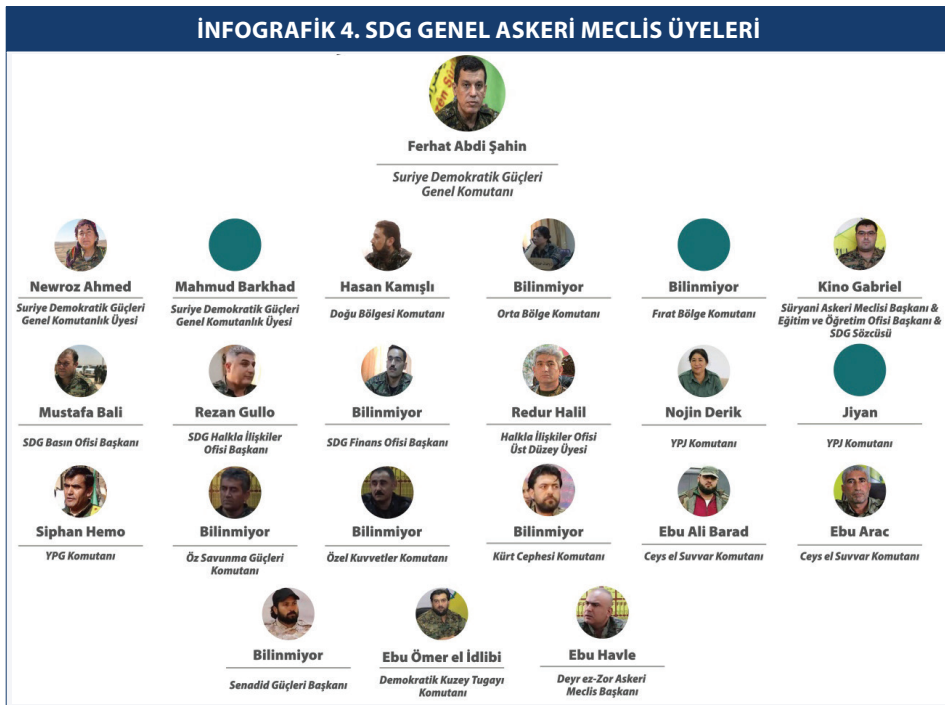 İNFOGRAFİK 4. SDG GENEL ASKERİ MECLİS ÜYELERİ
Ferhat Abdi Şahin
Suriye Demokratik Güçleri
Genel Komutanı
Newroz Ahmed
Suriye Demokratik Güçleri
Genel Komutanlık Üyesi
Mahmud Barkhad
Suriye Demokratik Güçleri
Genel Komutanlık Üyesi
Hasan Kamışlı
Doğu Bölgesi Komutanı
Bilinmiyor
Orta Bölge Komutanı
Bilinmiyor
Fırat Bölge Komutanı
Kino Gabriel
Süryani Askeri Meclisi Başkanı &
Eğitim ve Öğretim Ofisi Başkanı &
SDG Sözcüsü
Mustafa Bali
SDG Basın Ofisi Başkanı
Rezan Gullo
SDG Halkla İlişkiler
Ofisi Başkanı
Bilinmiyor
SDG Finans Ofisi Başkanı
Redur Halil
Halkla İlişkiler Ofisi
Üst Düzey Üyesi
Nojin Derik
YPJ Komutanı
Jiyan
YPJ Komutanı
Siphan Hemo
YPG Komutanı
Bilinmiyor
Öz Savunma Güçleri
Komutanı
Bilinmiyor
Özel Kuvvetler Komutanı
Bilinmiyor
Kürt Cephesi Komutanı
Ebu Ali Barad
Ceys el Suvvar Komutanı
Ebu Arac
Ceys el Suvvar Komutanı
Bilinmiyor
Senadid Güçleri Başkanı
Ebu Ömer el İdlibi
Demokratik Kuzey Tugayı
Komutanı
Ebu Havle
Deyr ez-Zor Askeri
Meclis Başkanı